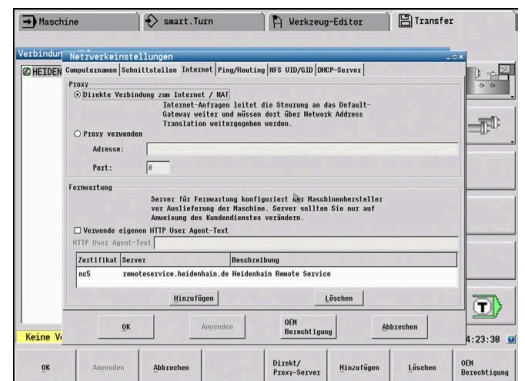 Maschine
smart.Turn
Werkzeug-Editor
Transfer
Verbindun
HEIDEN
Netzwerkeinstellungen
Computernamen Schnittstellen Internet Ping/Routing NFS UID/GID DHCP-Server
Proxy
Direkte Verbindung zum Internet / NAT
Internet-Anfragen leitet die Steurung an das Default-
Gateway weiter und müssen dort über Network Address
Translation weitergegeben werden.
Proxy verwenden
Adresse:
Port: 0
Fernwartung
Server für Fernwartung konfiguriert der Maschinenhersteller
vor Auslieferung der Maschine. Server sollten Sie nur auf
Anweisung des Kundendienstes verändern.
Verwende eigenen HTTP User Agent-Text
HTTP User Agent-Text
Zertifikat Server Beschreibung
nc5 remoteservice.heidenhain.de Heidenhain Remote Service
Hinzufügen Löschen
OK Anwenden OEM Berechtigung Abbrechen
Keine V
4:23:30
OK Anwenden Abbrechen Direkt/ Proxy-Server Hinzufügen Löschen OEM Berechtigung